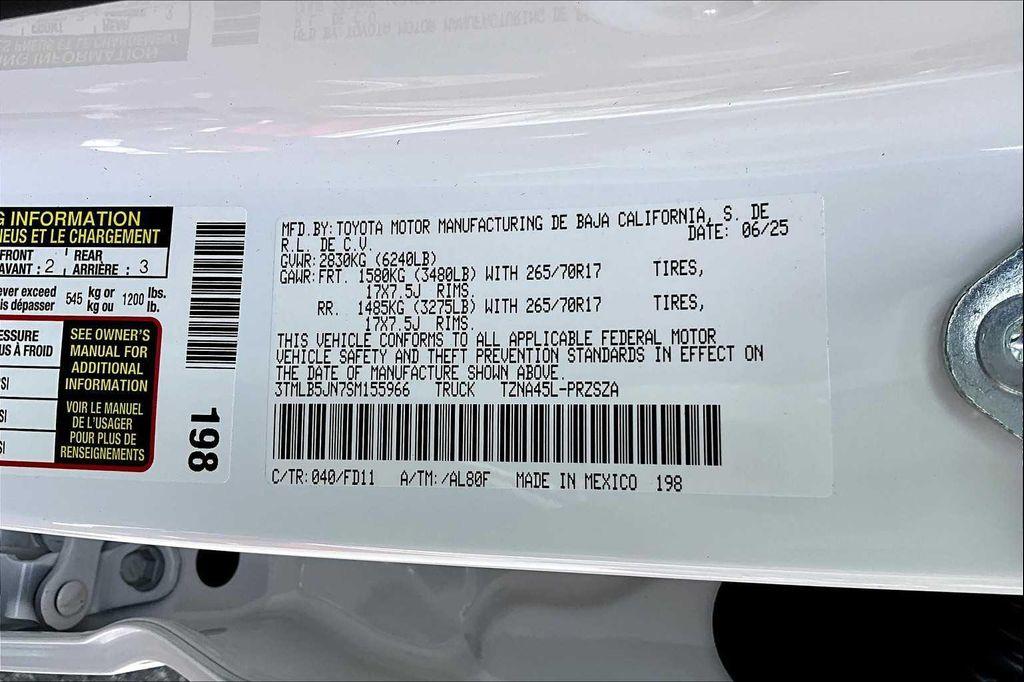 G INFORMATION
NEUS ET LE CHARGEMENT
FRONT
AVANT : 2
REAR
ARRIÈRE : 3
ever exceed
is dépasser
545
kg or
kg ou
1200
lbs.
lb.
ESSURE
US À FROID
SEE OWNER'S
MANUAL FOR
ADDITIONAL
INFORMATION
VOIR LE MANUEL
DE L'USAGER
POUR PLUS DE
RENSEIGNEMENTS
SI
SI
SI
198
MFD.BY:TOYOTA MOTOR MANUFACTURING DE BAJA CALIFORNIA, S. DE
R.L. DE C.V.
DATE: 06/25
GVWR:2830KG (6240LB)
GAWR:FRT. 1580KG (3480LB) WITH 265/70R17 TIRES,
17X7.5J RIMS.
RR. 1485KG (3275LB) WITH 265/70R17 TIRES,
17X7.5J RIMS.
THIS VEHICLE CONFORMS TO ALL APPLICABLE FEDERAL MOTOR
VEHICLE SAFETY AND THEFT PREVENTION STANDARDS IN EFFECT ON
THE DATE OF MANUFACTURE SHOWN ABOVE.
3TMLB5JN7SM155966 TRUCK TZNA45L-PRZSZA
C/TR:040/FD11 A/TM:/AL80F MADE IN MEXICO 198